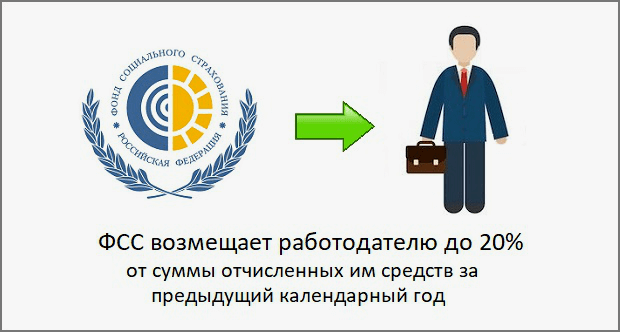 ФОНД СОЦИАЛЬНОГО СТРАХОВАНИЯ
РОССИЙСКАЯ ФЕДЕРАЦИЯ
ФСС возмещает работодателю до 20%
от суммы отчисленных им средств за
предыдущий календарный год